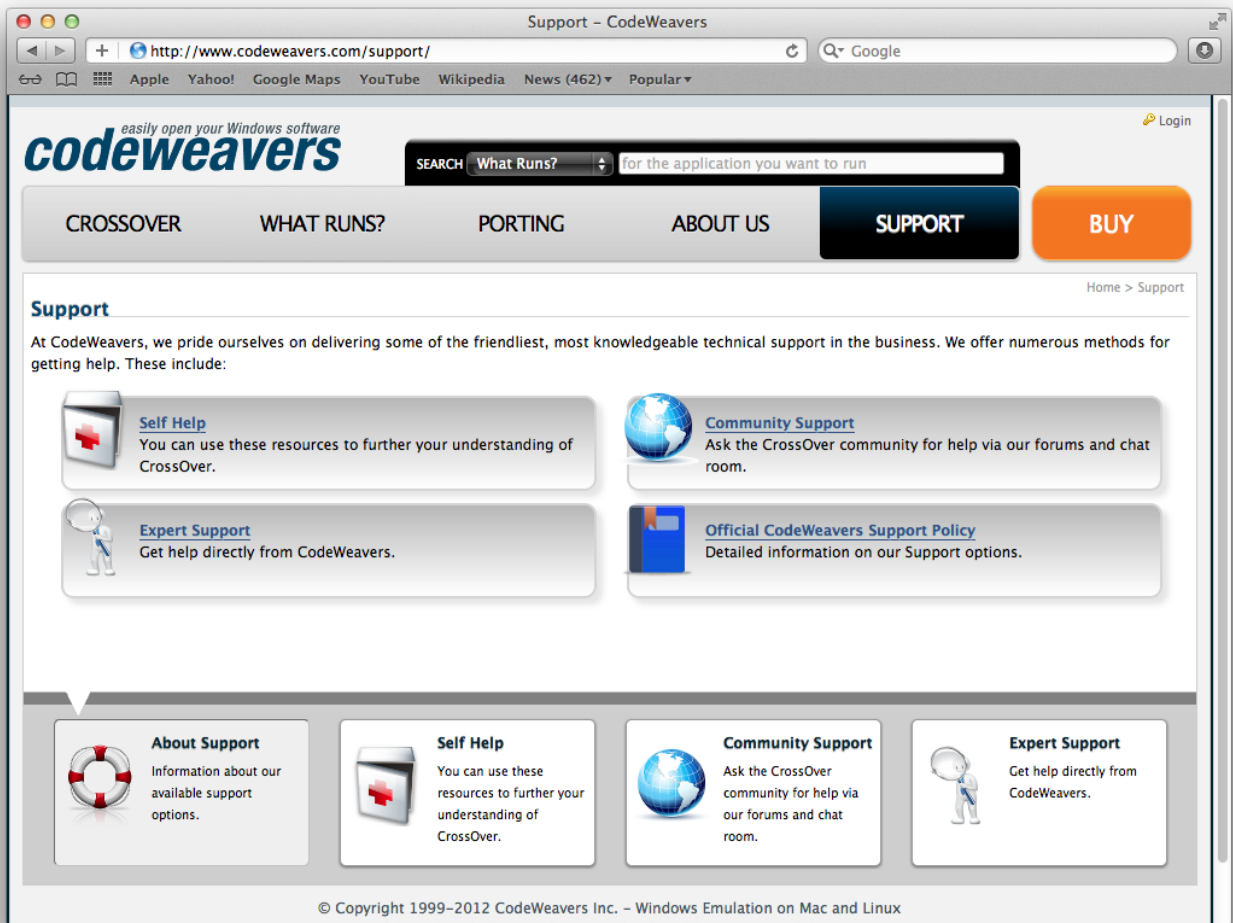 Support – CodeWeavers
http://www.codeweavers.com/support/
Google
Apple Yahoo! Google Maps YouTube Wikipedia News (462) Popular
Login
easily open your Windows software
codeweavers
SEARCH What Runs? for the application you want to run
CROSSOVER WHAT RUNS? PORTING ABOUT US SUPPORT BUY
Home > Support
Support
At CodeWeavers, we pride ourselves on delivering some of the friendliest, most knowledgeable technical support in the business. We offer numerous methods for
getting help. These include:
Self Help
You can use these resources to further your understanding of
CrossOver.
Community Support
Ask the CrossOver community for help via our forums and chat
room.
Expert Support
Get help directly from CodeWeavers.
Official CodeWeavers Support Policy
Detailed information on our Support options.
About Support
Information about our
available support
options.
Self Help
You can use these
resources to further your
understanding of
CrossOver.
Community Support
Ask the CrossOver
community for help via
our forums and chat
room.
Expert Support
Get help directly from
CodeWeavers.
© Copyright 1999–2012 CodeWeavers Inc. – Windows Emulation on Mac and Linux